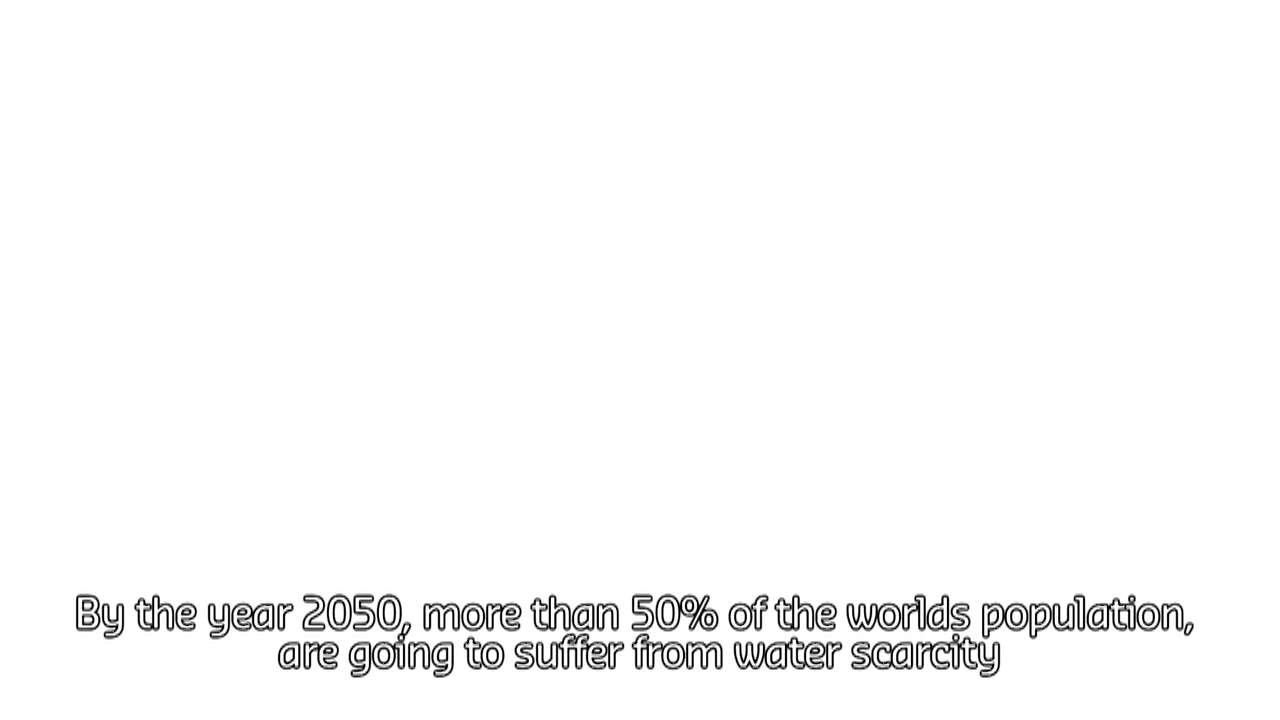 By the year 2050, more than 50% of the worlds population,
are going to suffer from water scarcity